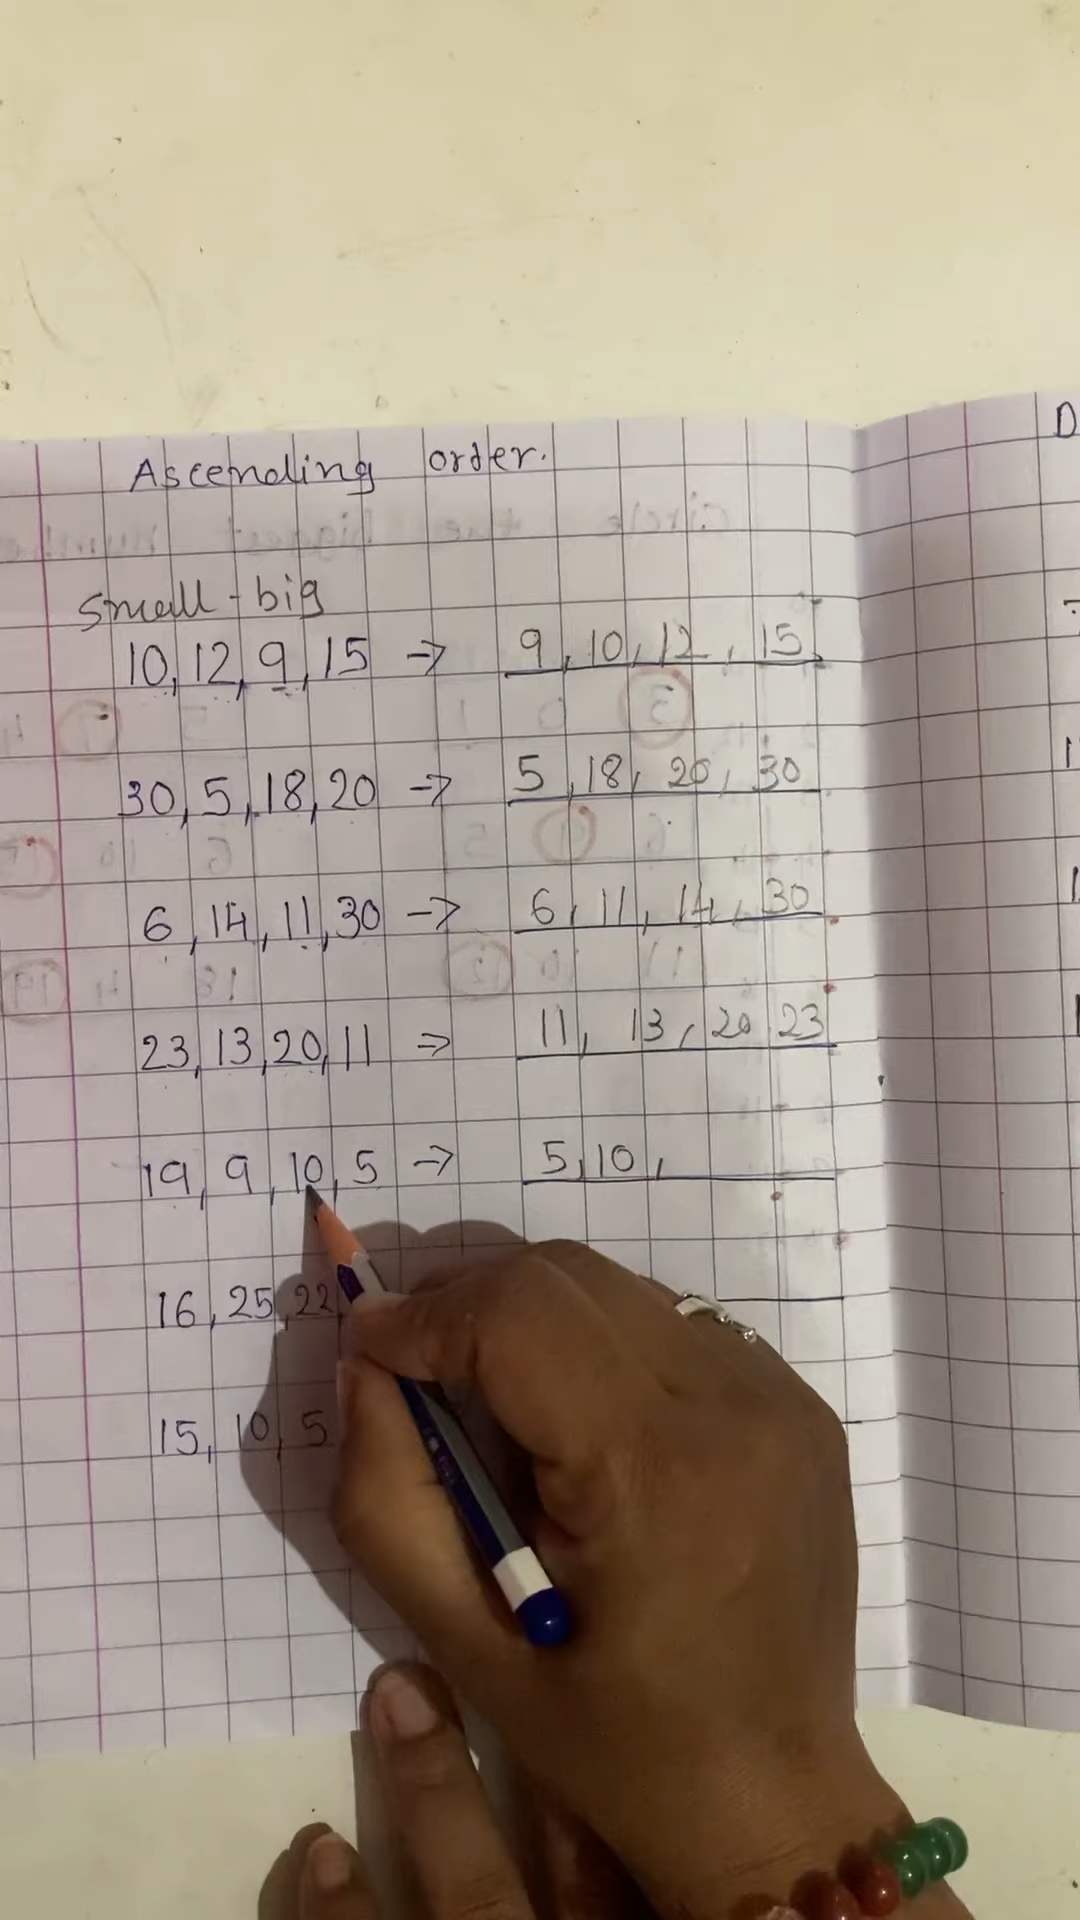 Ascending order.
Small - big
10, 12, 9, 15 → 9, 10, 12, 15
30, 5, 18, 20 → 5, 18, 20, 30
6, 14, 11, 30 → 6, 11, 14, 30
23, 13, 20, 11 → 11, 13, 20 23
19, 9, 10, 5 → 5, 10,
16, 25, 22
15, 10, 5
D